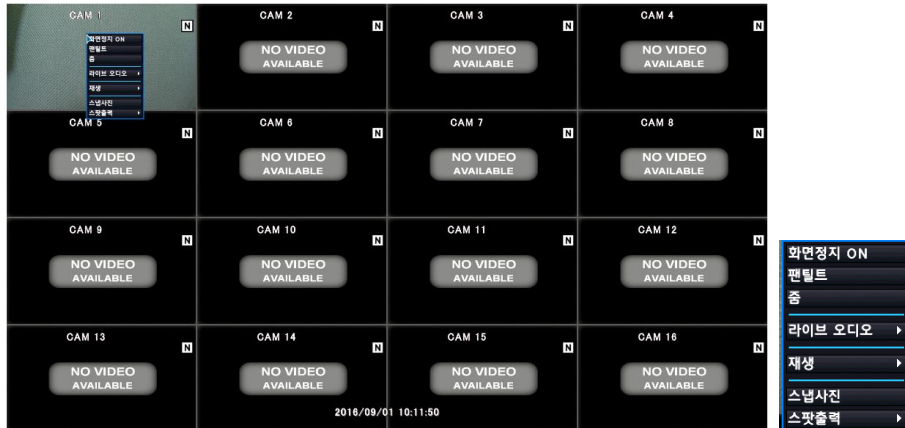 CAM 1 N CAM 2 N CAM 3 N CAM 4 N
화면정지 ON
팬틸트
줌
라이브 오디오
재생
스냅사진
스팟출력
NO VIDEO AVAILABLE
NO VIDEO AVAILABLE
NO VIDEO AVAILABLE
CAM 5 N CAM 6 N CAM 7 N CAM 8 N
NO VIDEO AVAILABLE
NO VIDEO AVAILABLE
NO VIDEO AVAILABLE
NO VIDEO AVAILABLE
CAM 9 N CAM 10 N CAM 11 N CAM 12 N
NO VIDEO AVAILABLE
NO VIDEO AVAILABLE
NO VIDEO AVAILABLE
NO VIDEO AVAILABLE
CAM 13 N CAM 14 N CAM 15 N CAM 16 N
NO VIDEO AVAILABLE
NO VIDEO AVAILABLE
NO VIDEO AVAILABLE
NO VIDEO AVAILABLE
2016/09/01 10:11:50
화면정지 ON
팬틸트
줌
라이브 오디오
재생
스냅사진
스팟출력